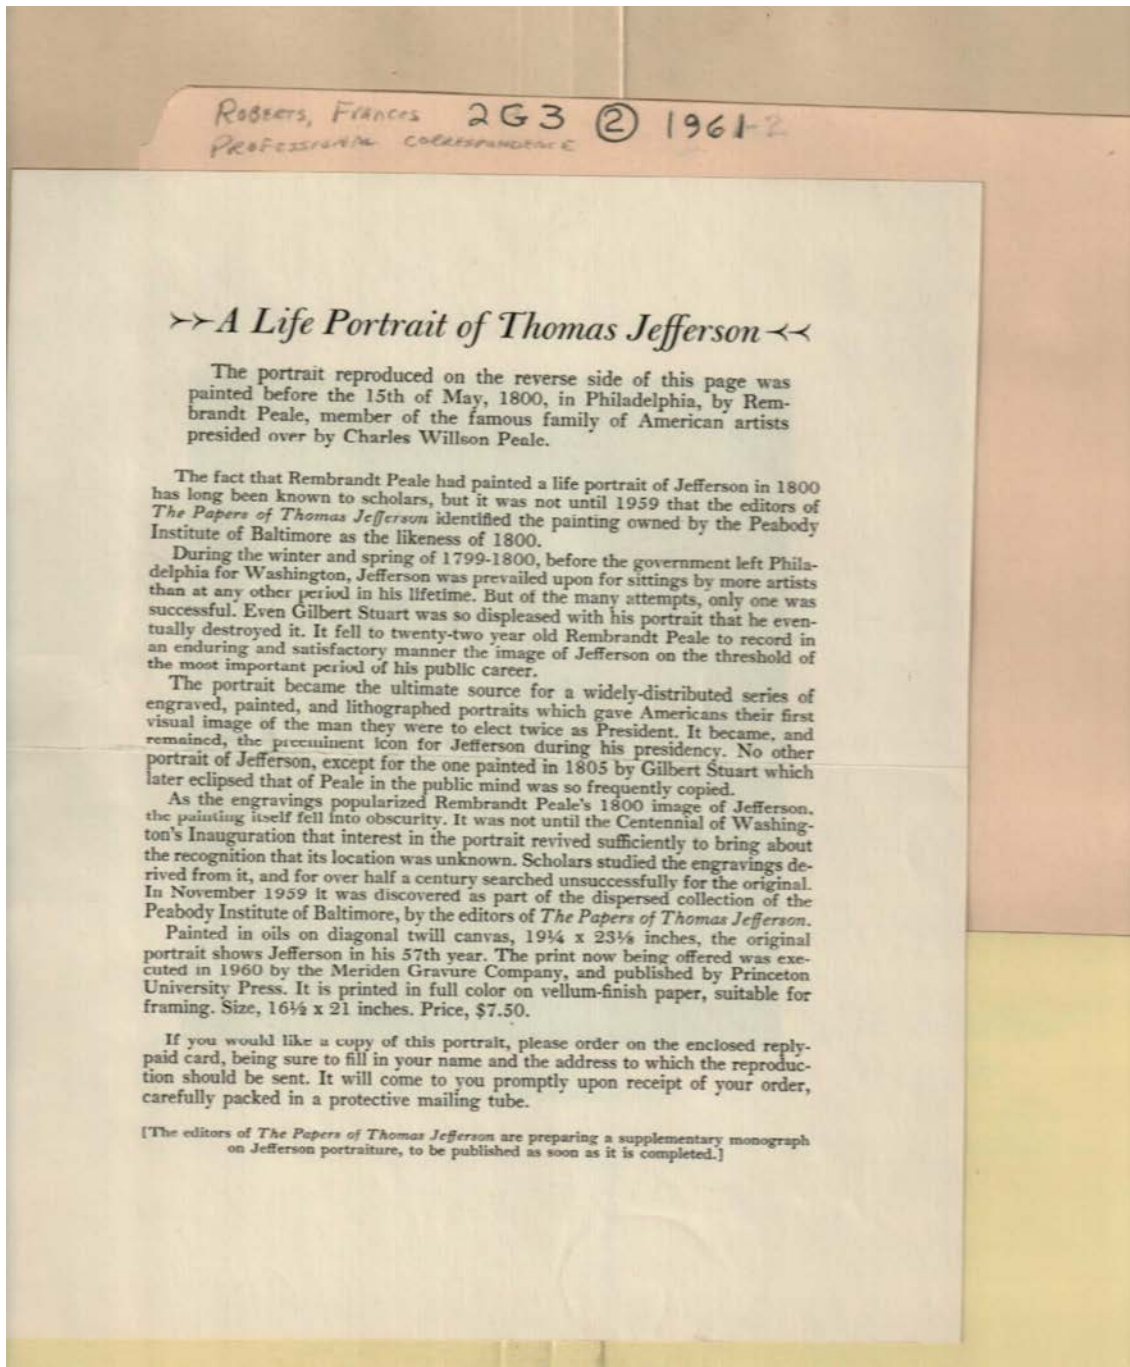 Roberts, Frances 2G3 ② 1961-2
PROFESSIONAL CORRESPONDENCE
A Life Portrait of Thomas Jefferson
The portrait reproduced on the reverse side of this page was
painted before the 15th of May, 1800, in Philadelphia, by Rem-
brandt Peale, member of the famous family of American artists
presided over by Charles Willson Peale.
The fact that Rembrandt Peale had painted a life portrait of Jefferson in 1800
has long been known to scholars, but it was not until 1959 that the editors of
The Papers of Thomas Jefferson identified the painting owned by the Peabody
Institute of Baltimore as the likeness of 1800.
During the winter and spring of 1799-1800, before the government left Phila-
delphia for Washington, Jefferson was prevailed upon for sittings by more artists
than at any other period in his lifetime. But of the many attempts, only one was
successful. Even Gilbert Stuart was so displeased with his portrait that he even-
tually destroyed it. It fell to twenty-two year old Rembrandt Peale to record in
an enduring and satisfactory manner the image of Jefferson on the threshold of
the most important period of his public career.
The portrait became the ultimate source for a widely-distributed series of
engraved, painted, and lithographed portraits which gave Americans their first
visual image of the man they were to elect twice as President. It became, and
remained, the preeminent icon for Jefferson during his presidency. No other
portrait of Jefferson, except for the one painted in 1805 by Gilbert Stuart which
later eclipsed that of Peale in the public mind was so frequently copied.
As the engravings popularized Rembrandt Peale's 1800 image of Jefferson,
the painting itself fell into obscurity. It was not until the Centennial of Washing-
ton's Inauguration that interest in the portrait revived sufficiently to bring about
the recognition that its location was unknown. Scholars studied the engravings de-
rived from it, and for over half a century searched unsuccessfully for the original.
In November 1959 it was discovered as part of the dispersed collection of the
Peabody Institute of Baltimore, by the editors of The Papers of Thomas Jefferson.
Painted in oils on diagonal twill canvas, 19¼ x 23⅛ inches, the original
portrait shows Jefferson in his 57th year. The print now being offered was exe-
cuted in 1960 by the Meriden Gravure Company, and published by Princeton
University Press. It is printed in full color on vellum-finish paper, suitable for
framing. Size, 16½ x 21 inches. Price, $7.50.
If you would like a copy of this portrait, please order on the enclosed reply-
paid card, being sure to fill in your name and the address to which the reproduc-
tion should be sent. It will come to you promptly upon receipt of your order,
carefully packed in a protective mailing tube.
[The editors of The Papers of Thomas Jefferson are preparing a supplementary monograph
on Jefferson portraiture, to be published as soon as it is completed.]